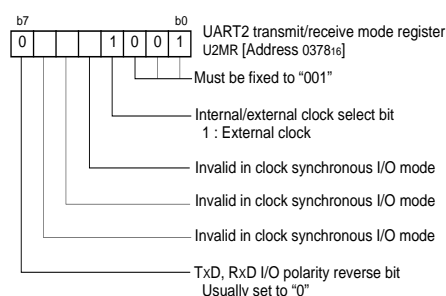 b7 b0
0 1 0 0 1
UART2 transmit/receive mode register
U2MR [Address 037816]
Must be fixed to “001”
Internal/external clock select bit
1 : External clock
Invalid in clock synchronous I/O mode
Invalid in clock synchronous I/O mode
Invalid in clock synchronous I/O mode
TxD, RxD I/O polarity reverse bit
Usually set to “0”